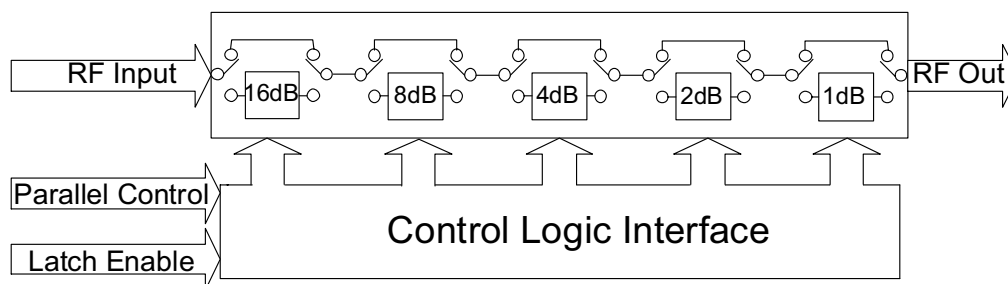 RF Input
16dB
8dB
4dB
2dB
1dB
RF Out
Parallel Control
Control Logic Interface
Latch Enable